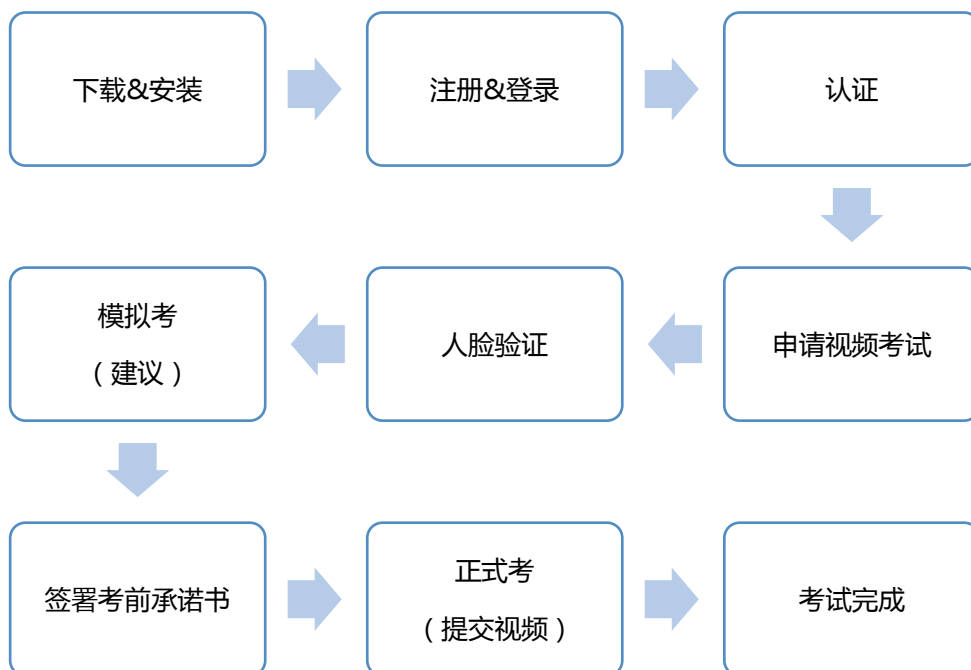 下载&安装
注册&登录
认证
申请视频考试
人脸验证
模拟考
（建议）
签署考前承诺书
正式考
（提交视频）
考试完成